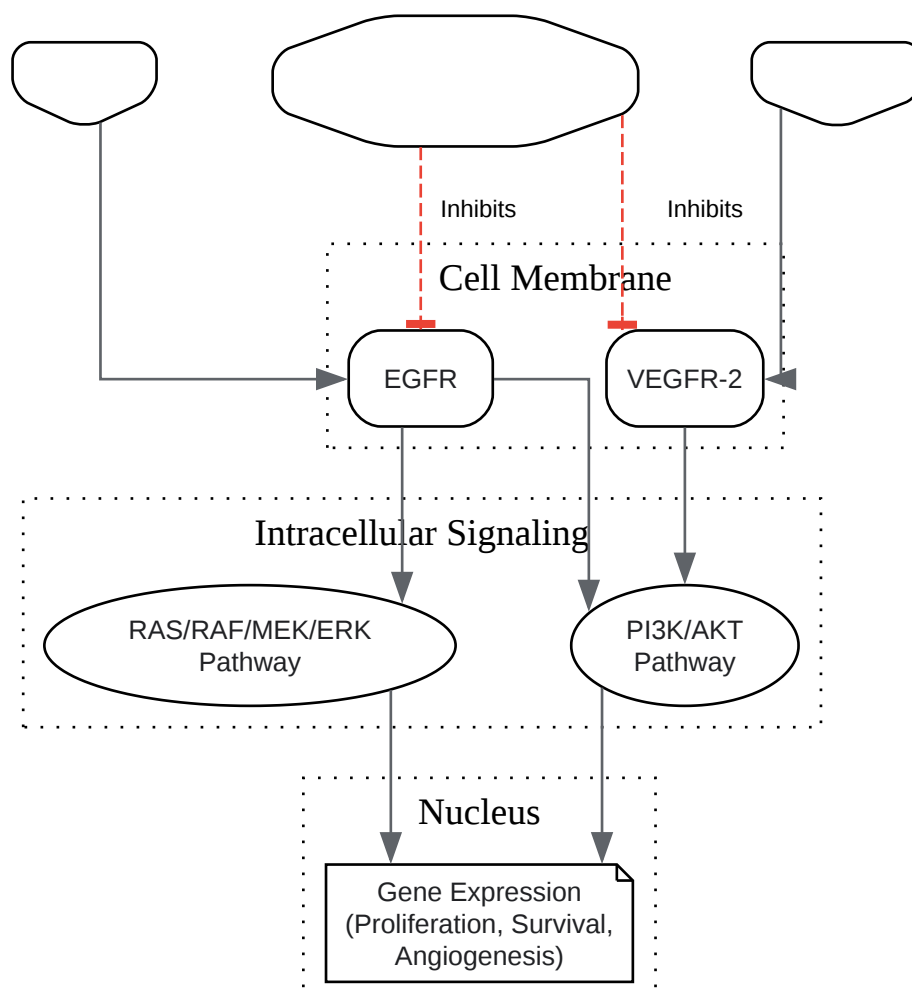 Inhibits
Inhibits
Cell Membrane
EGFR
VEGFR-2
Intracellular Signaling
RAS/RAF/MEK/ERK
Pathway
PI3K/AKT
Pathway
Nucleus
Gene Expression
(Proliferation, Survival,
Angiogenesis)